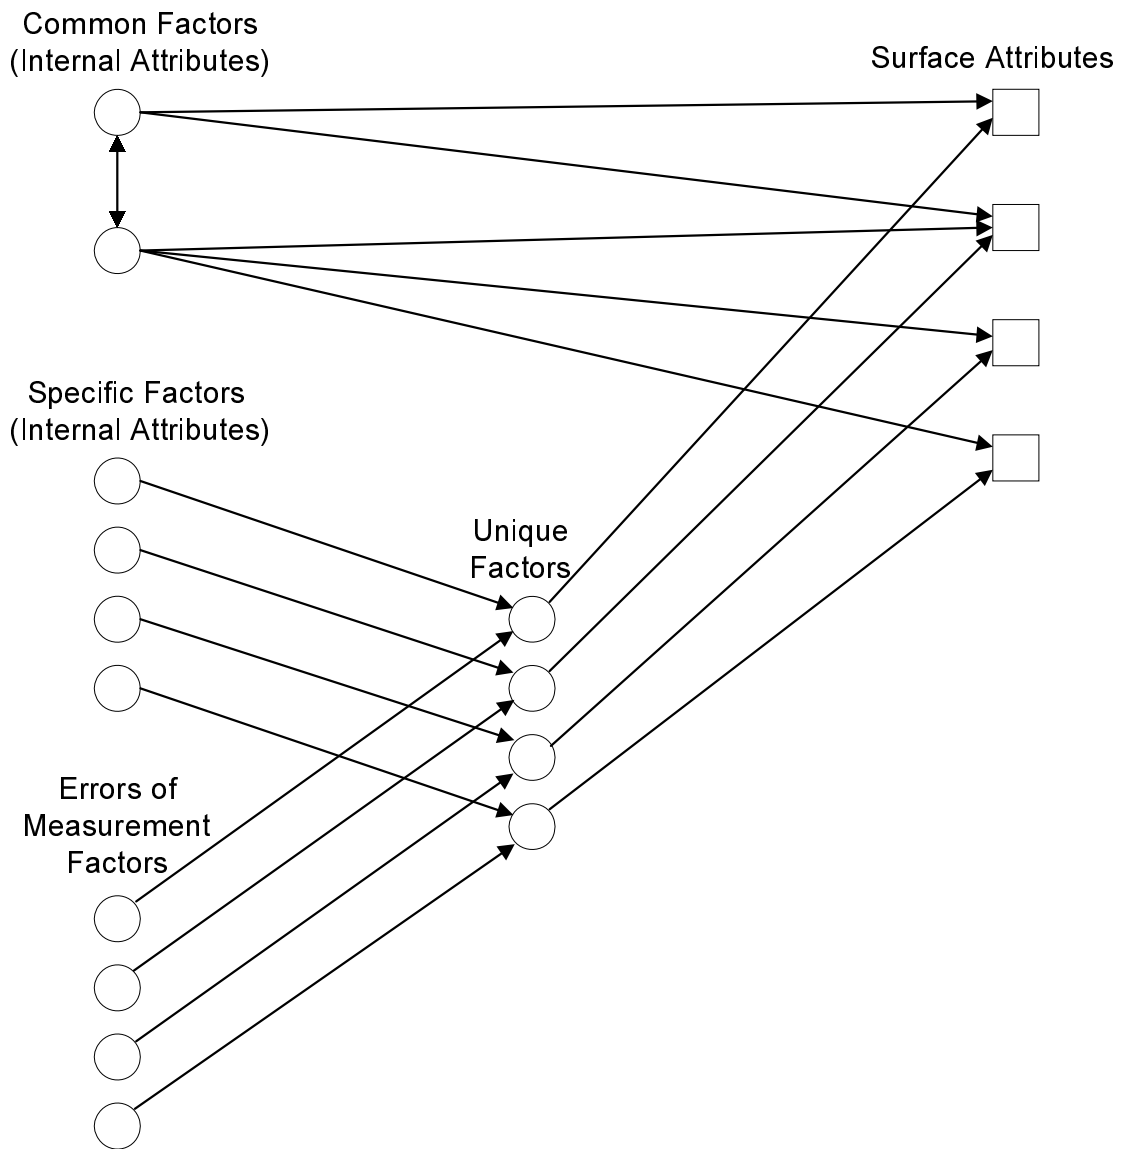 Common Factors
(Internal Attributes)
Surface Attributes
Specific Factors
(Internal Attributes)
Unique
Factors
Errors of
Measurement
Factors